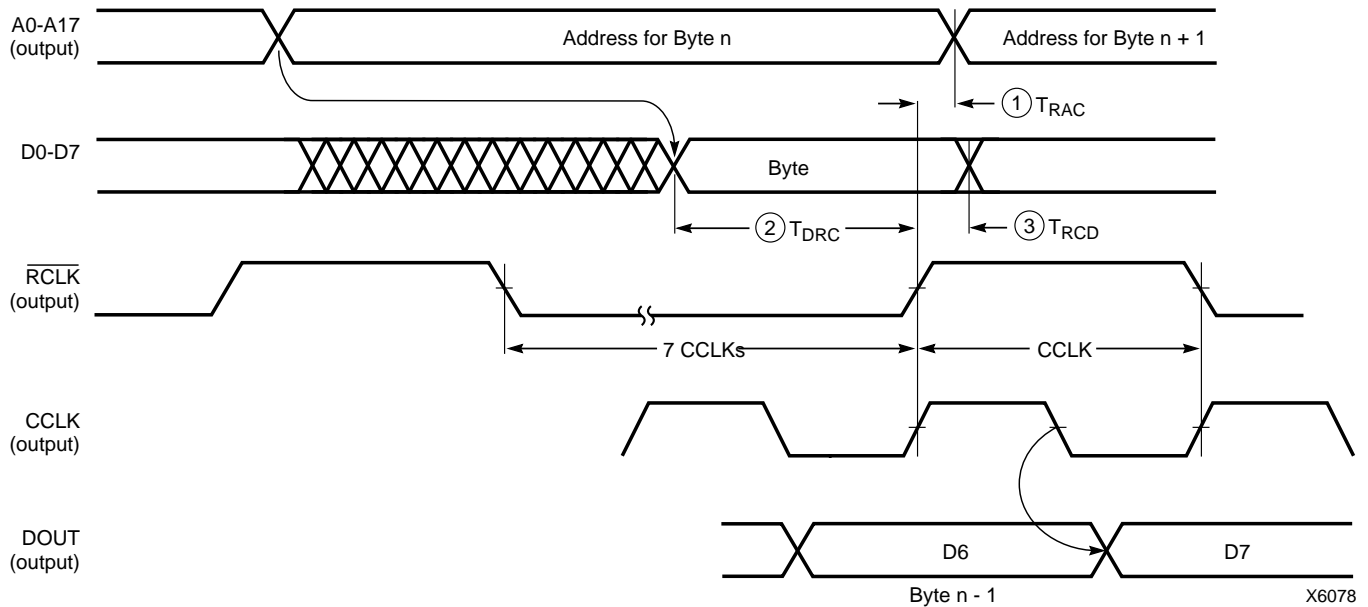 A0-A17
(output)
Address for Byte n
Address for Byte n + 1
1 TRAC
D0-D7
Byte
2 TDRC
3 TRCD
RCLK
(output)
7 CCLKs
CCLK
CCLK
(output)
DOUT
(output)
D6
D7
Byte n - 1
X6078